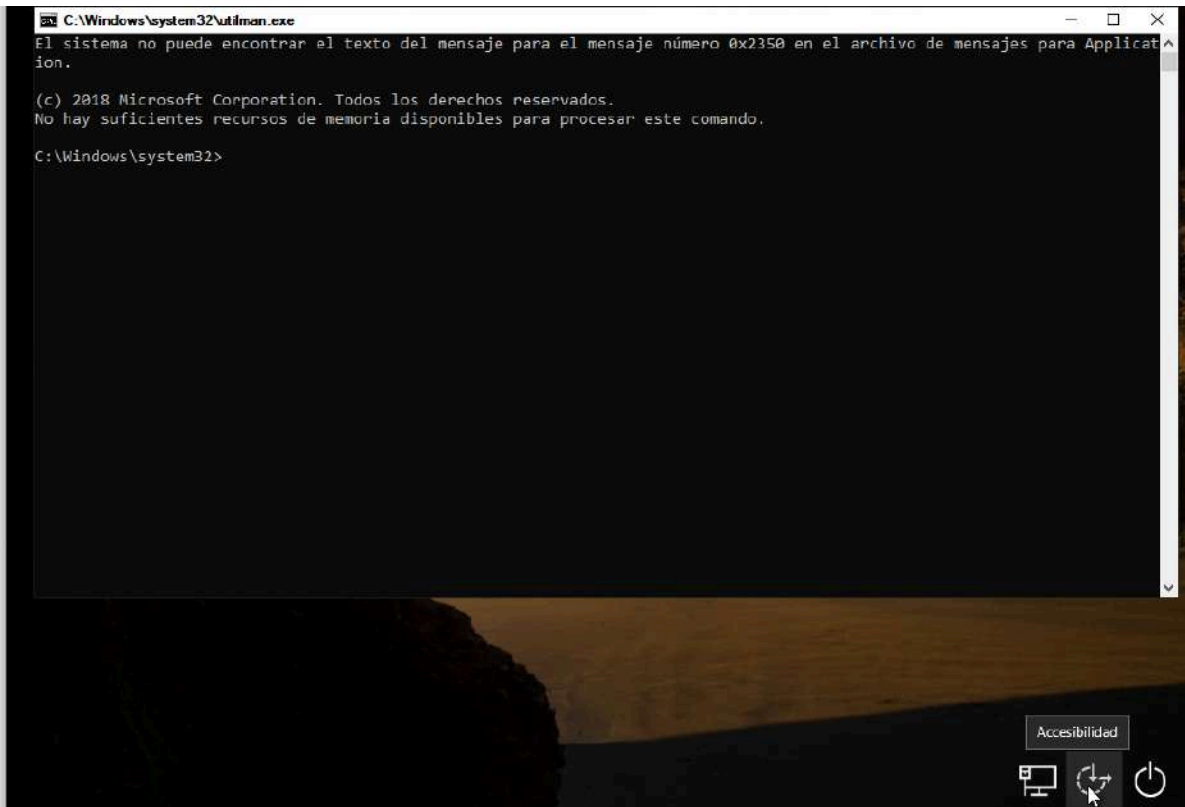 C:\Windows\system32\utilman.exe
El sistema no puede encontrar el texto del mensaje para el mensaje número 0x2350 en el archivo de mensajes para Applicat
ion.
(c) 2018 Microsoft Corporation. Todos los derechos reservados.
No hay suficientes recursos de memoria disponibles para procesar este comando.
C:\Windows\system32>
Accesibilidad